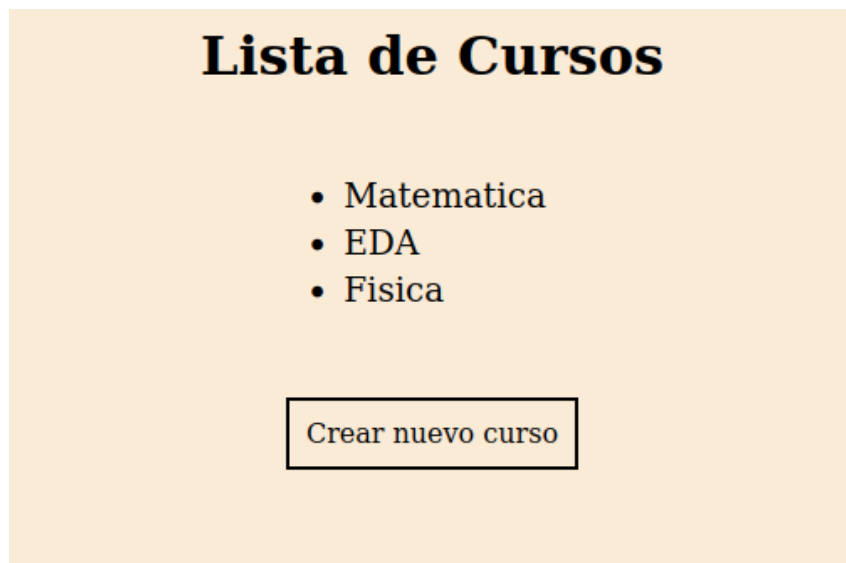 Lista de Cursos
Matematica
EDA
Fisica
Crear nuevo curso